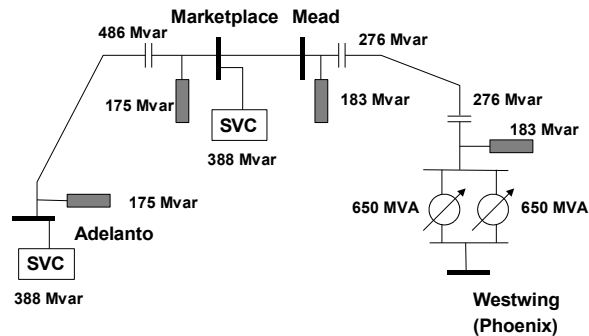 Marketplace Mead
486 Mvar
276 Mvar
175 Mvar
SVC
388 Mvar
183 Mvar
276 Mvar
183 Mvar
650 MVA
650 MVA
175 Mvar
Adelanto
SVC
388 Mvar
Westwing
(Phoenix)